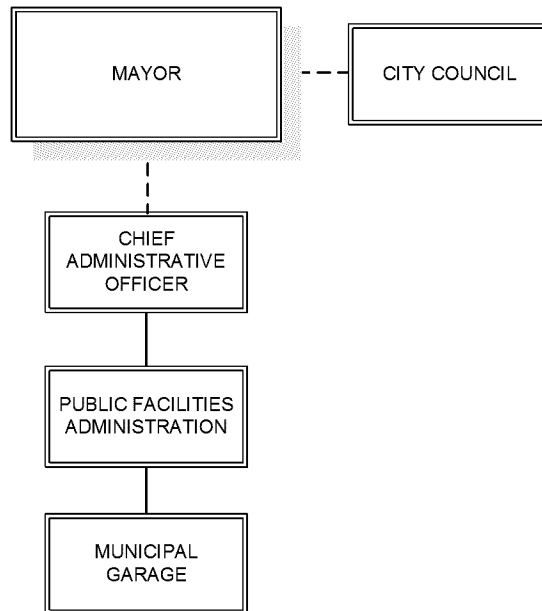 MAYOR
CITY COUNCIL
CHIEF
ADMINISTRATIVE
OFFICER
PUBLIC FACILITIES
ADMINISTRATION
MUNICIPAL
GARAGE